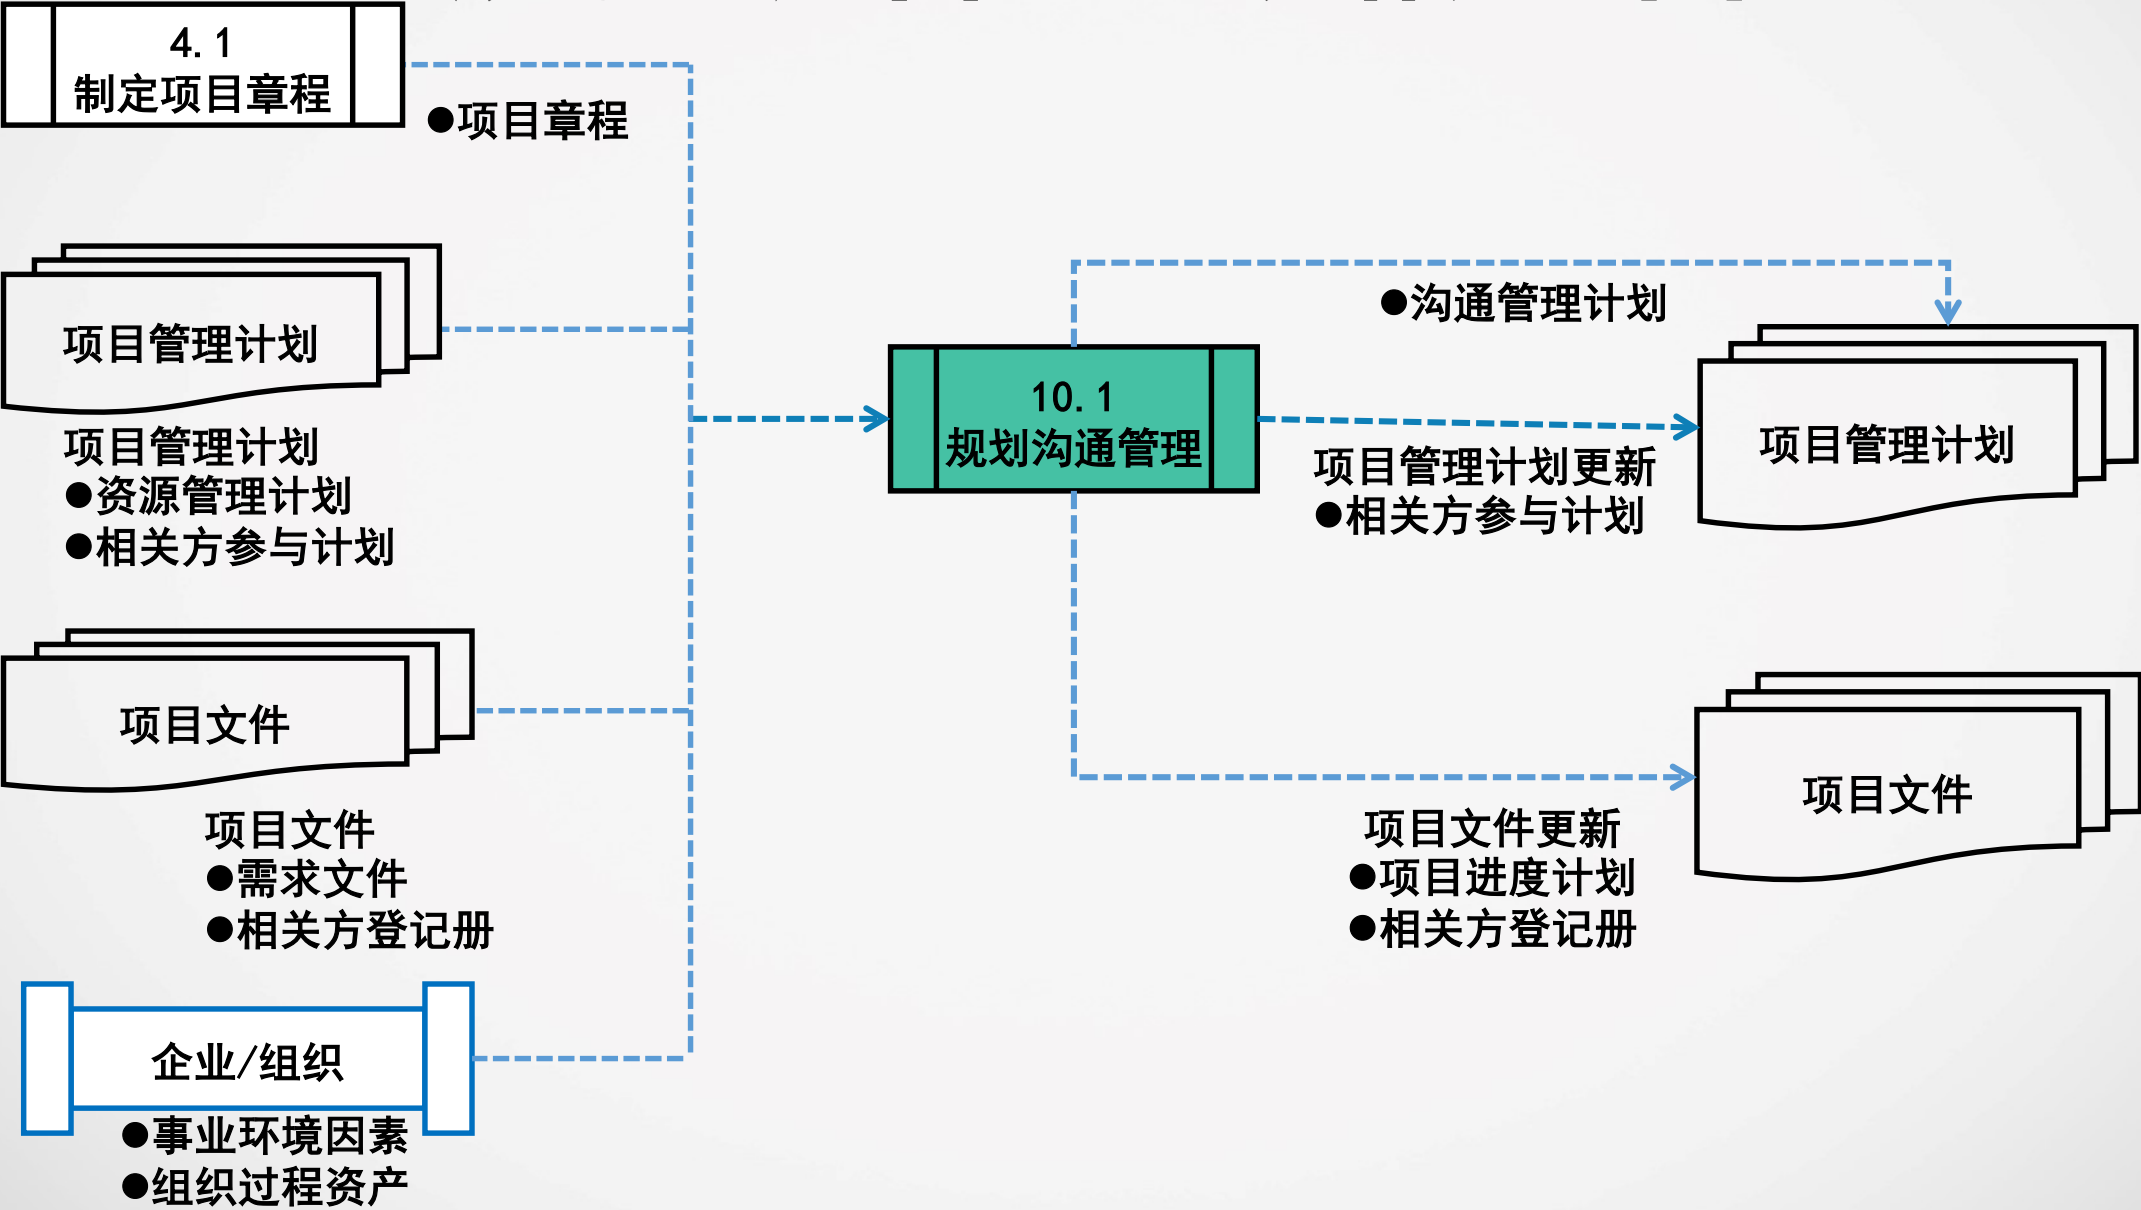 4.1
制定项目章程
●项目章程
项目管理计划
项目管理计划
●资源管理计划
●相关方参与计划
项目文件
项目文件
●需求文件
●相关方登记册
企业/组织
●事业环境因素
●组织过程资产
10.1
规划沟通管理
●沟通管理计划
项目管理计划更新
●相关方参与计划
项目管理计划
项目文件更新
●项目进度计划
●相关方登记册
项目文件